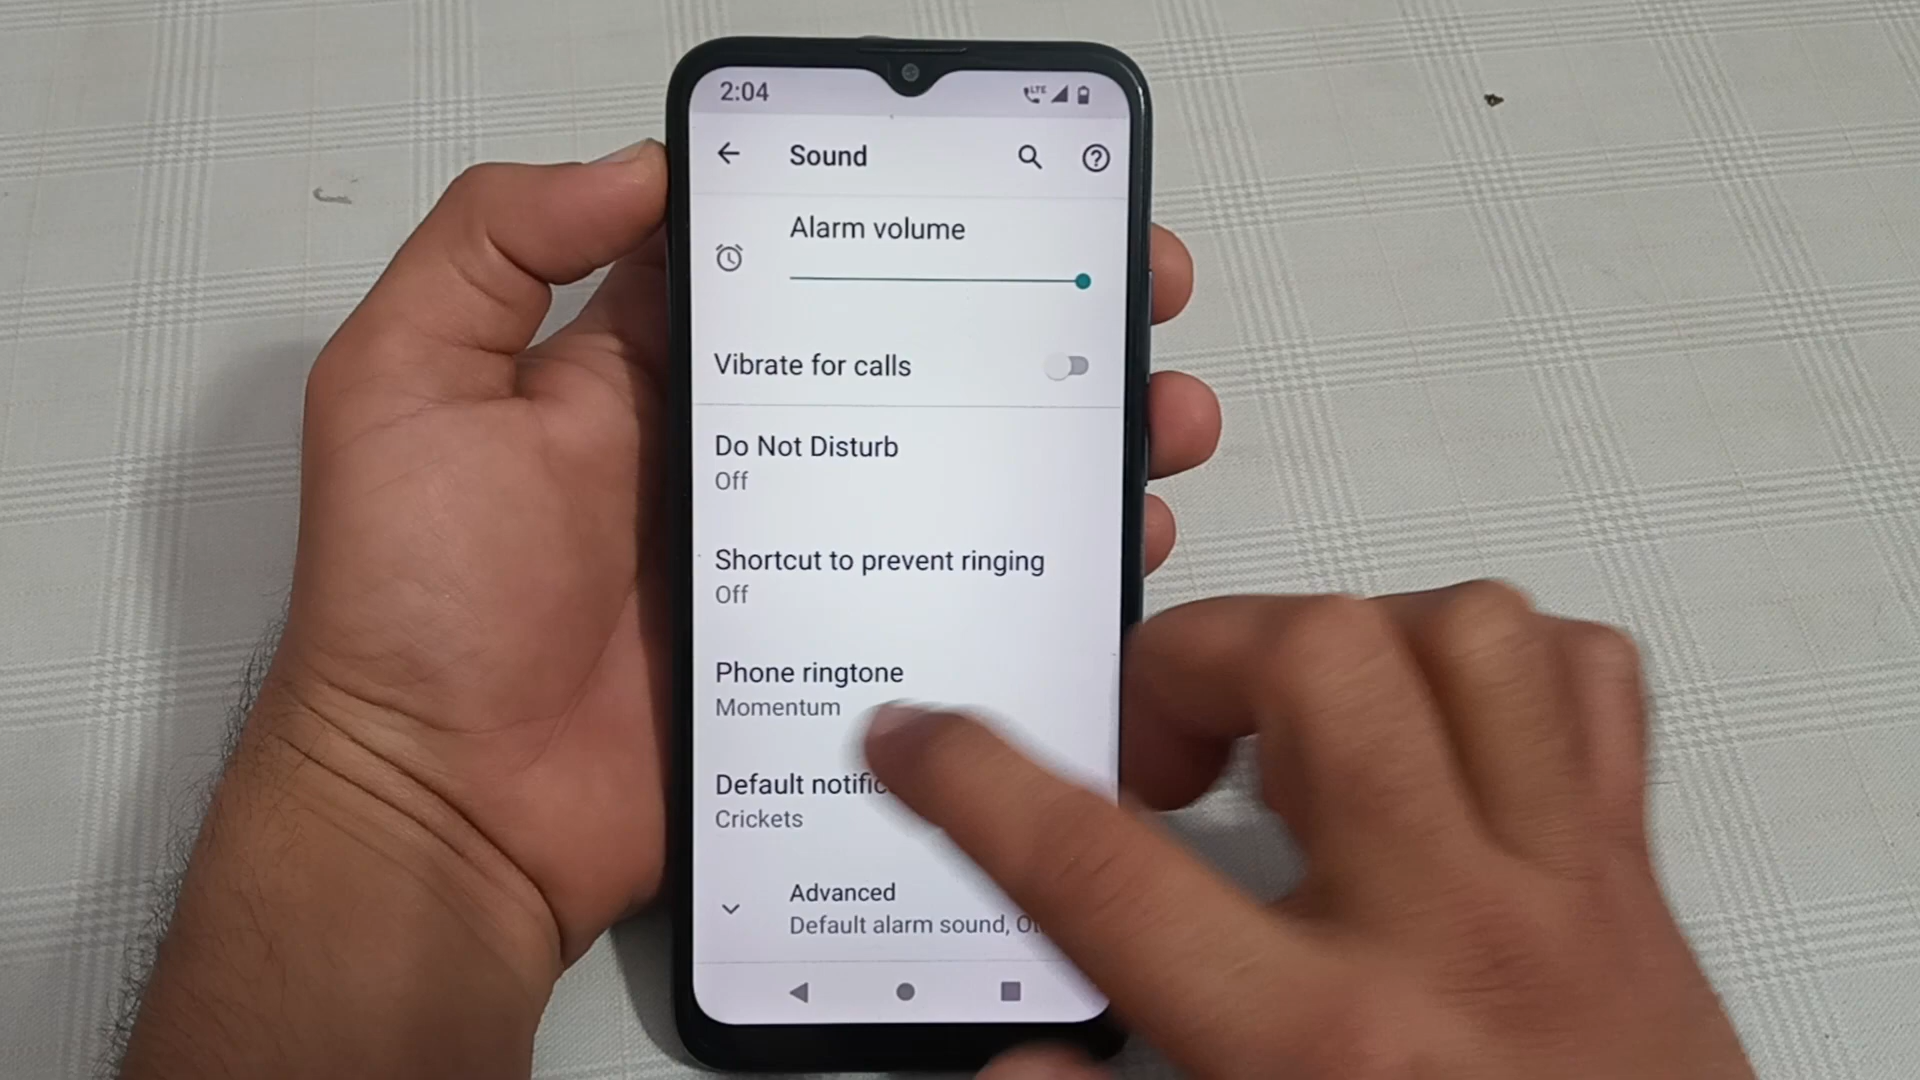 2:04
LTE
Sound
Alarm volume
Vibrate for calls
Do Not Disturb
Off
Shortcut to prevent ringing
Off
Phone ringtone
Momentum
Default
Crickets
Advanced
Default alarm sound,